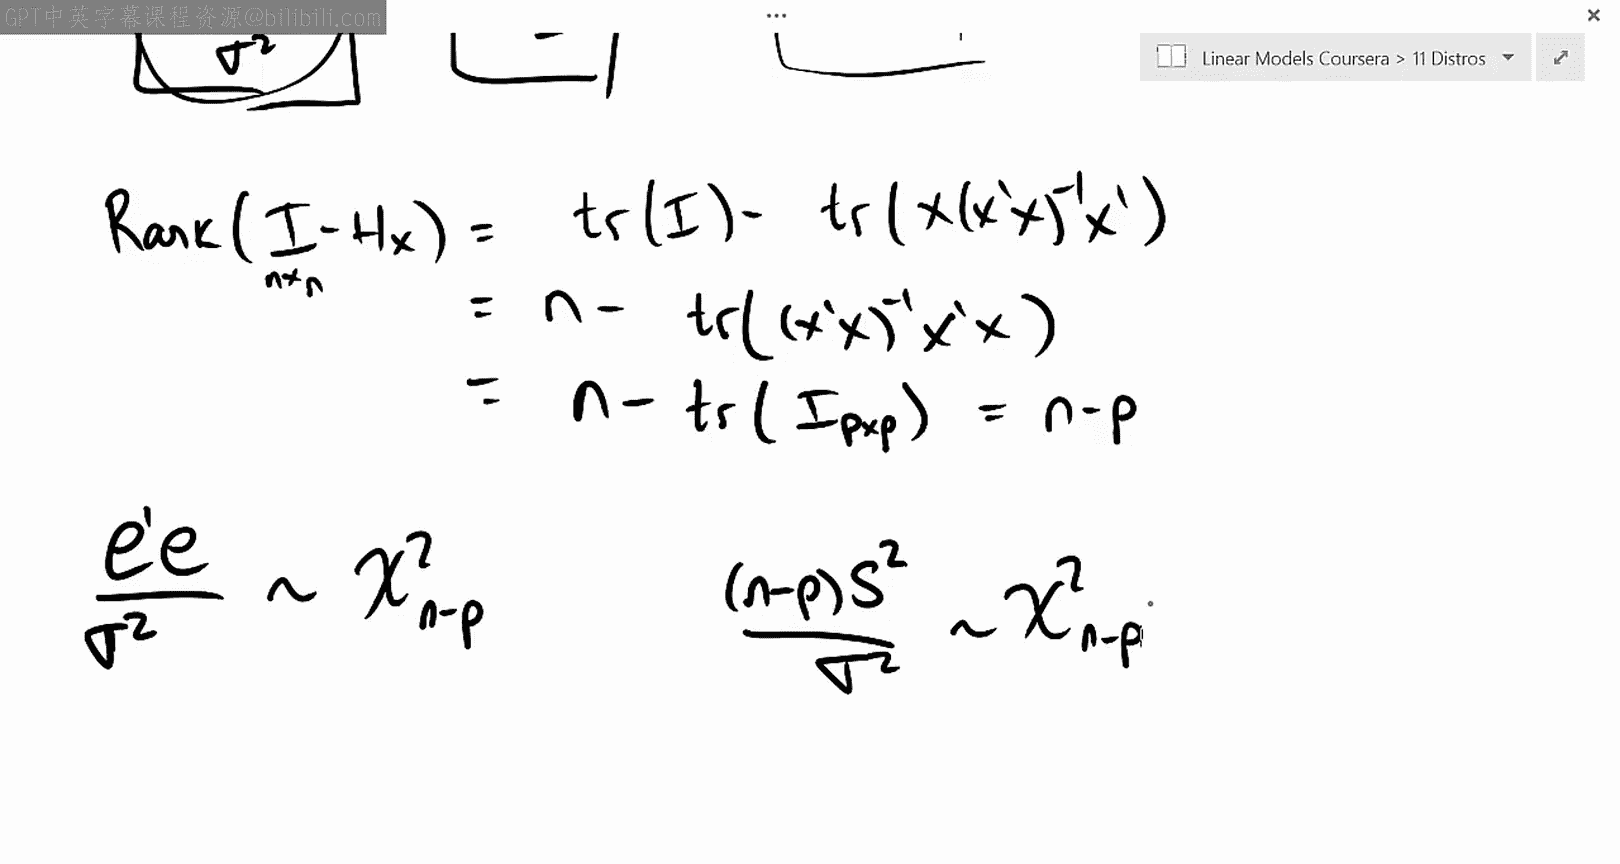 GPT中英字幕课程资源@bilibili.com
Linear Models Coursera > 11 Distros
σ²
Rank(I - Hx) = tr(I) - tr(x(x'x)⁻¹x')
n×n
= n - tr((x'x)⁻¹x'x)
= n - tr(I p×p) = n-p
e'e/σ² ~ χ²n-p
(n-p)S²/σ² ~ χ²n-p